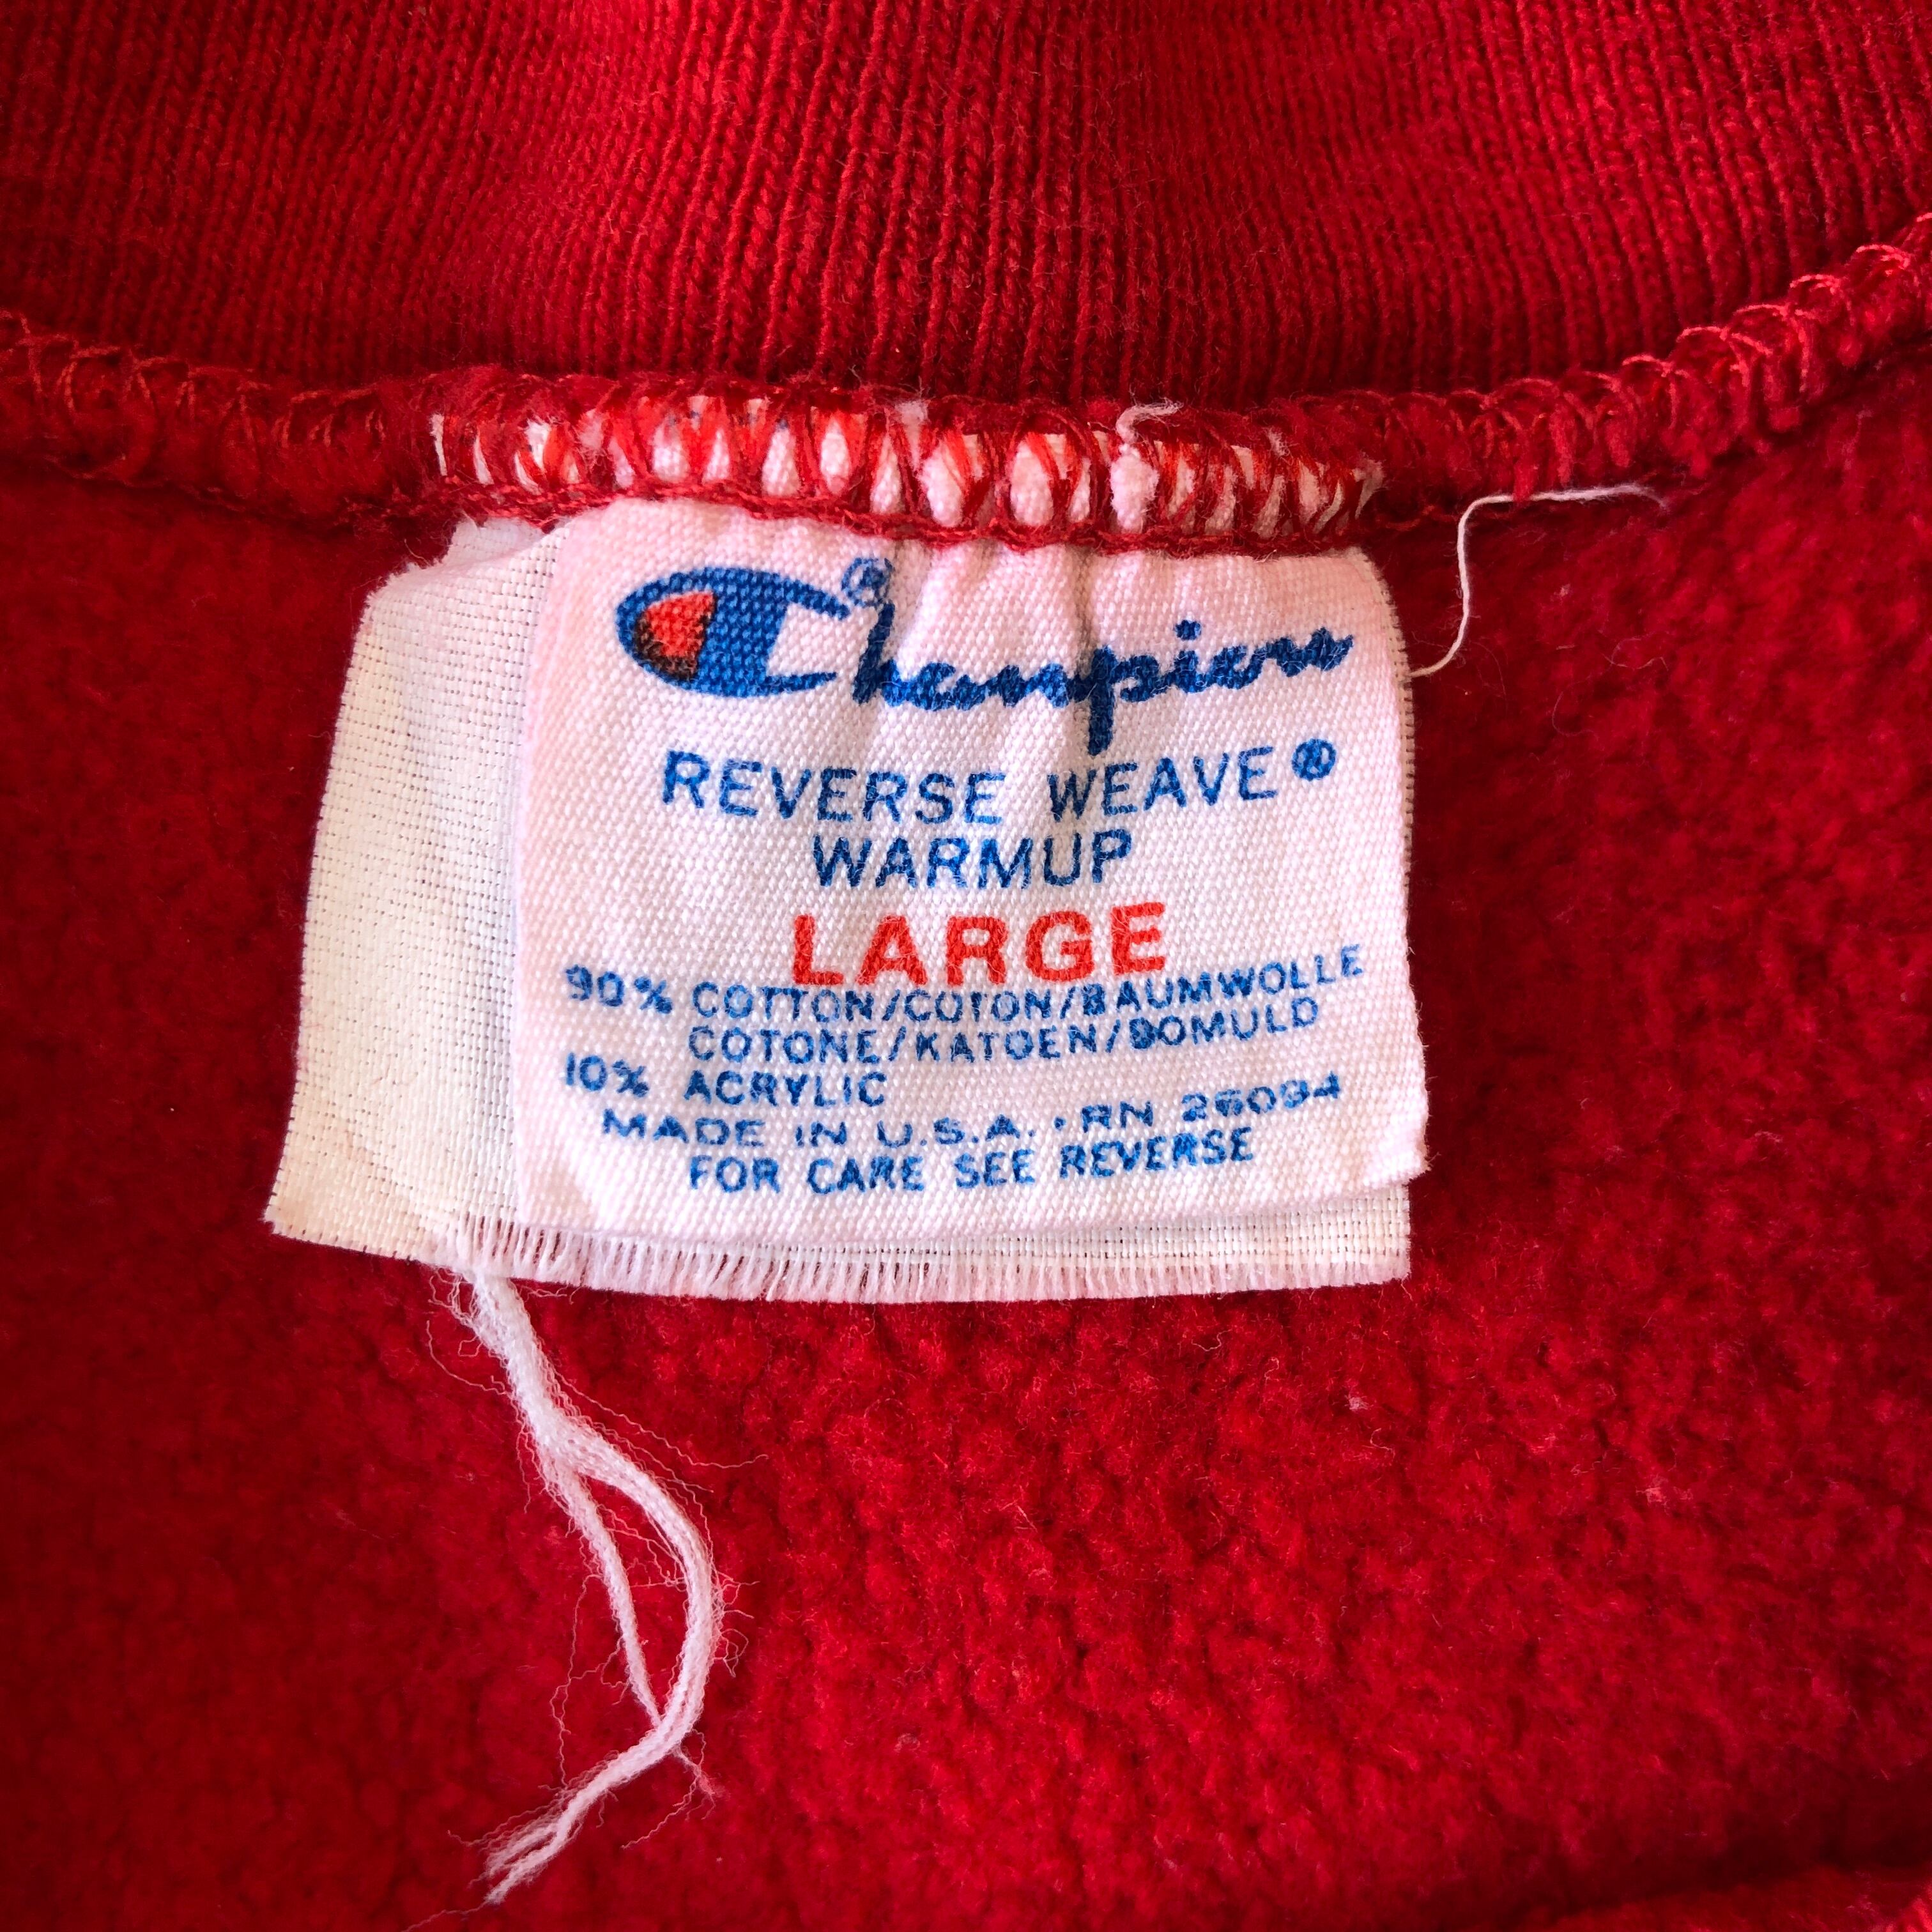 Champion®
REVERSE WEAVE®
WARMUP
LARGE
90% COTTON/COTON/BAUMWOLLE
COTONE/KATOEN/BOMULD
10% ACRYLIC
MADE IN U.S.A. • RN 26094
FOR CARE SEE REVERSE